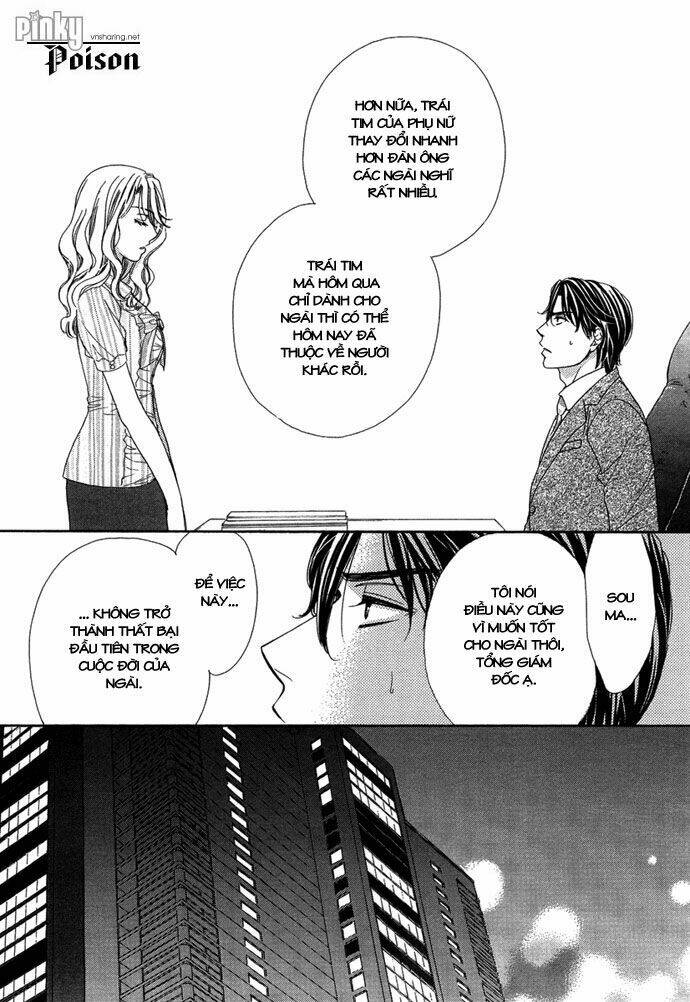 Pinky
vnsharing.net
Poison
HƠN NỮA, TRÁI
TIM CỦA PHỤ NỮ
THAY ĐỔI NHANH
HƠN ĐÀN ÔNG
CÁC NGÀI NGHĨ
RẤT NHIỀU.
TRÁI TIM
MÀ HÔM QUA
CHỈ DÀNH CHO
NGÀI THÌ CÓ THỂ
HÔM NAY ĐÃ
THUỘC VỀ NGƯỜI
KHÁC RỒI.
SOU
MA...
TÔI NÓI
ĐIỀU NÀY CŨNG
VÌ MUỐN TỐT
CHO NGÀI THÔI,
TỔNG GIÁM
ĐỐC Ạ.
ĐỂ VIỆC
NÀY...
... KHÔNG TRỞ
THÀNH THẤT BẠI
ĐẦU TIÊN TRONG
CUỘC ĐỜI CỦA
NGÀI.